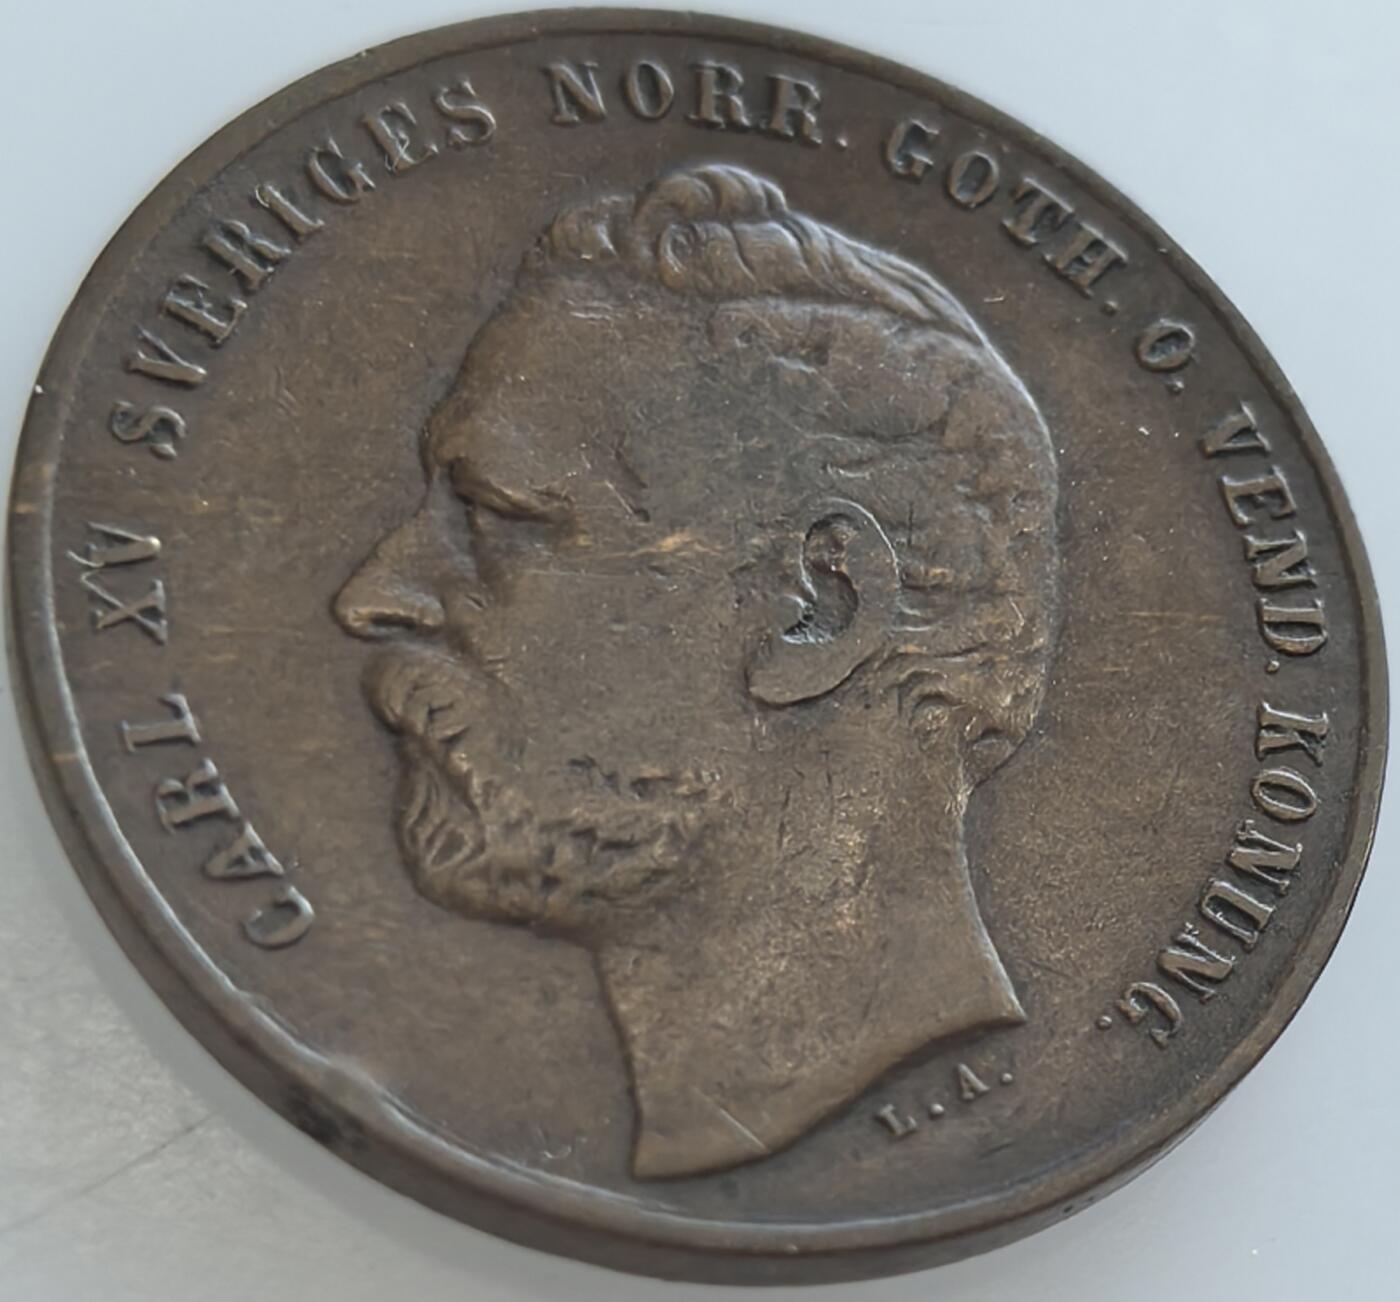 CARL XV SVERIGES NORR. GOTH. O. VEND. KONUNG.
L. A.